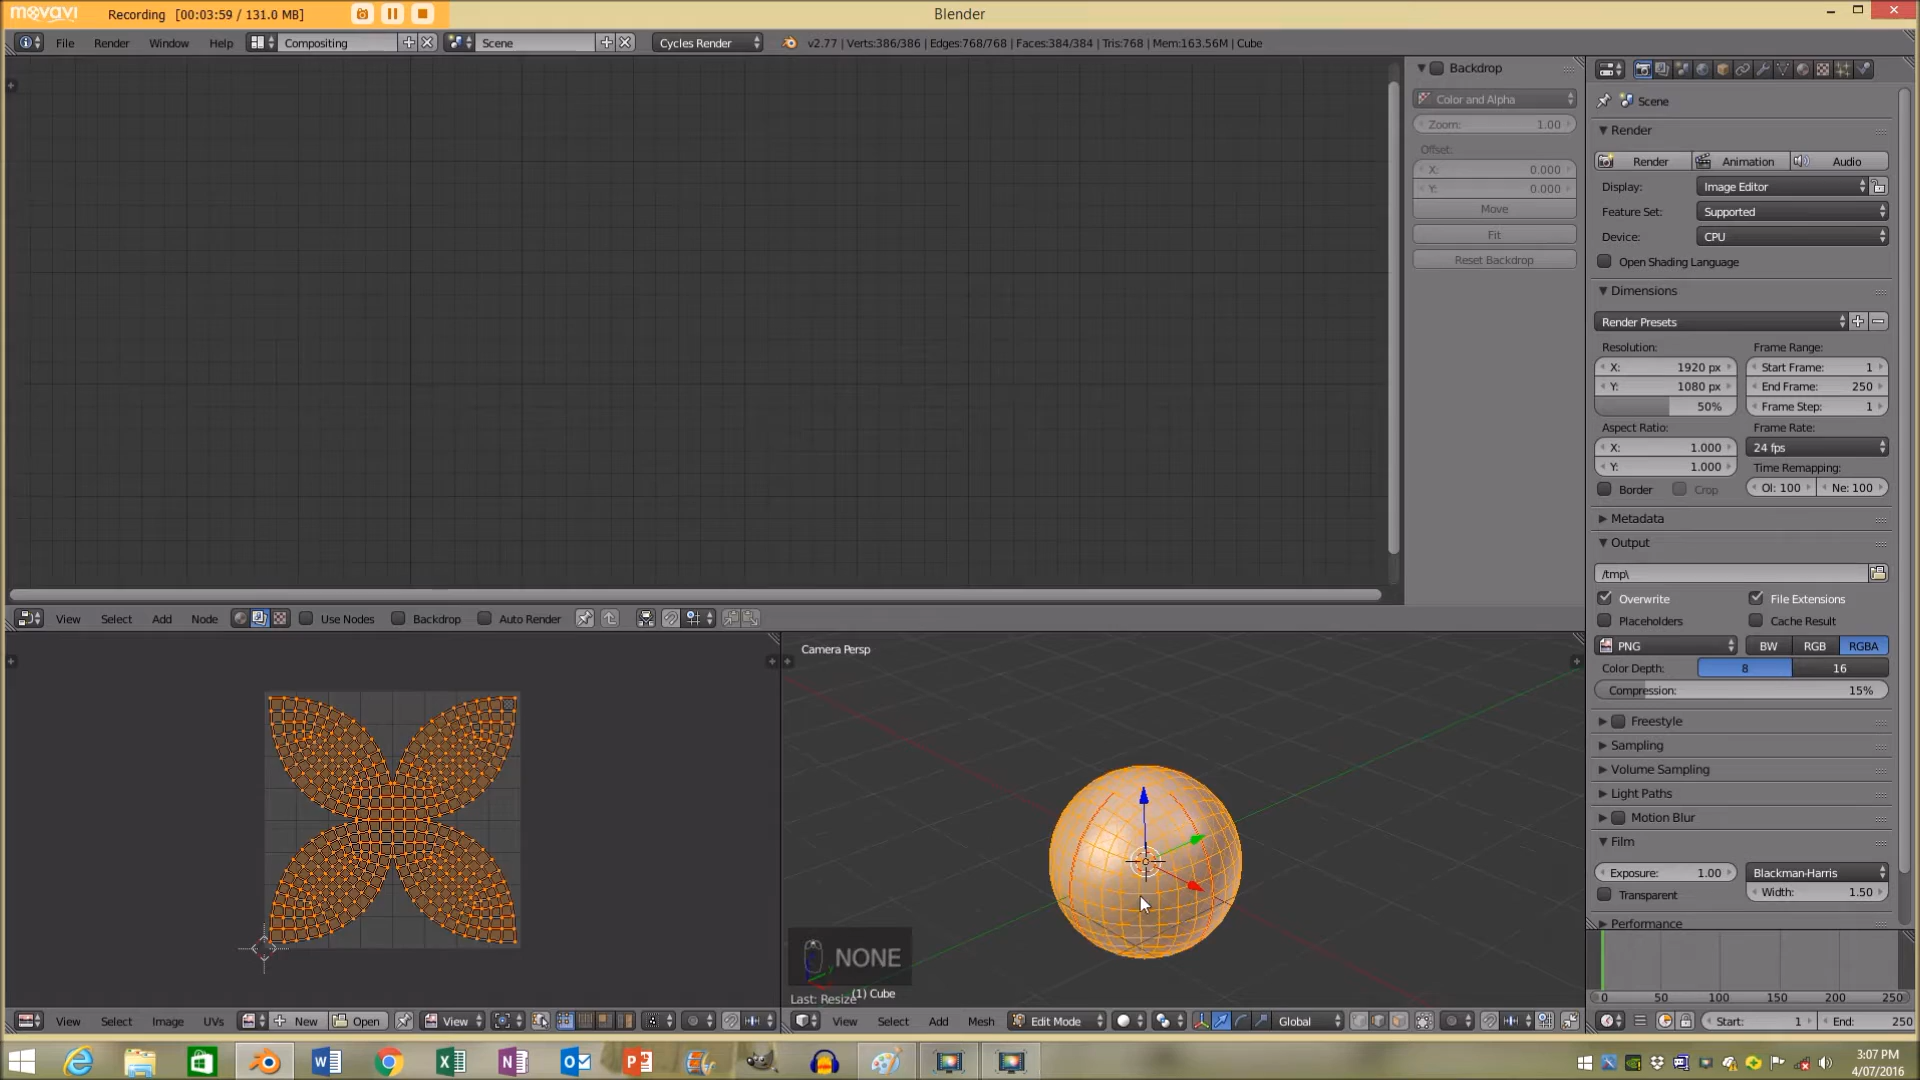 movavi Recording [00:03:59 / 131.0 MB] Blender
File Render Window Help Compositing Scene Cycles Render v2.77 | Verts:386/386 | Edges:768/768 | Faces:384/384 | Tris:768 | Mem:163.56M | Cube
Backdrop
Color and Alpha
Zoom: 1.00
Offset:
X: 0.000
Y: 0.000
Move
Fit
Reset Backdrop
Scene
Render
Render Animation Audio
Display: Image Editor
Feature Set: Supported
Device: CPU
Open Shading Language
Dimensions
Render Presets
Resolution: Frame Range:
X: 1920 px Start Frame: 1
Y: 1080 px End Frame: 250
50% Frame Step: 1
Aspect Ratio: Frame Rate:
X: 1.000 24 fps
Y: 1.000 Time Remapping:
Border Crop Ol: 100 Ne: 100
Metadata
Output
/tmp\
Overwrite File Extensions
Placeholders Cache Result
PNG BW RGB RGBA
Color Depth: 8 16
Compression: 15%
Freestyle
Sampling
Volume Sampling
Light Paths
Motion Blur
Film
Exposure: 1.00 Blackman-Harris
Transparent Width: 1.50
Performance
View Select Add Node Use Nodes Backdrop Auto Render
Camera Persp
NONE
(1) Cube
Last: Resize
0 50 100 150 200 250
View Select Image UVs New Open View
View Select Add Mesh Edit Mode Global
Start: 1 End: 250
3:07 PM
4/07/2016